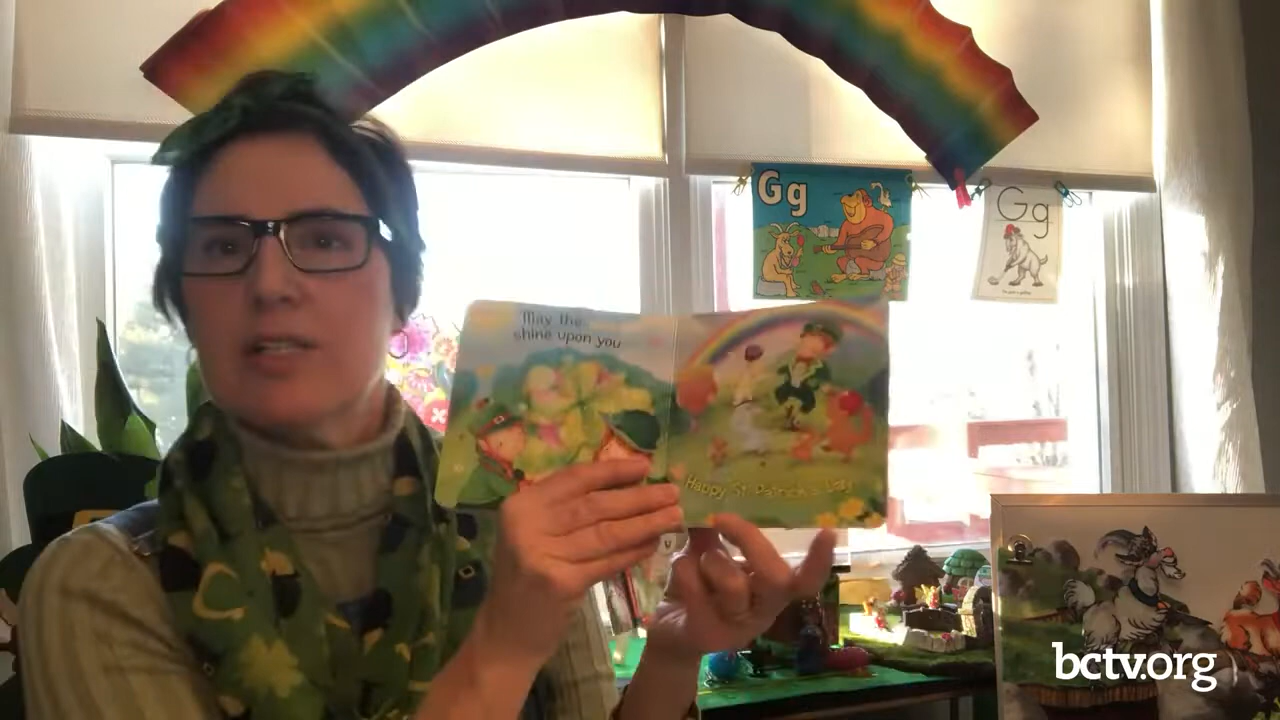 Gg
Gg
May the
shine upon you
Happy St. Patrick's Day
bctv.org